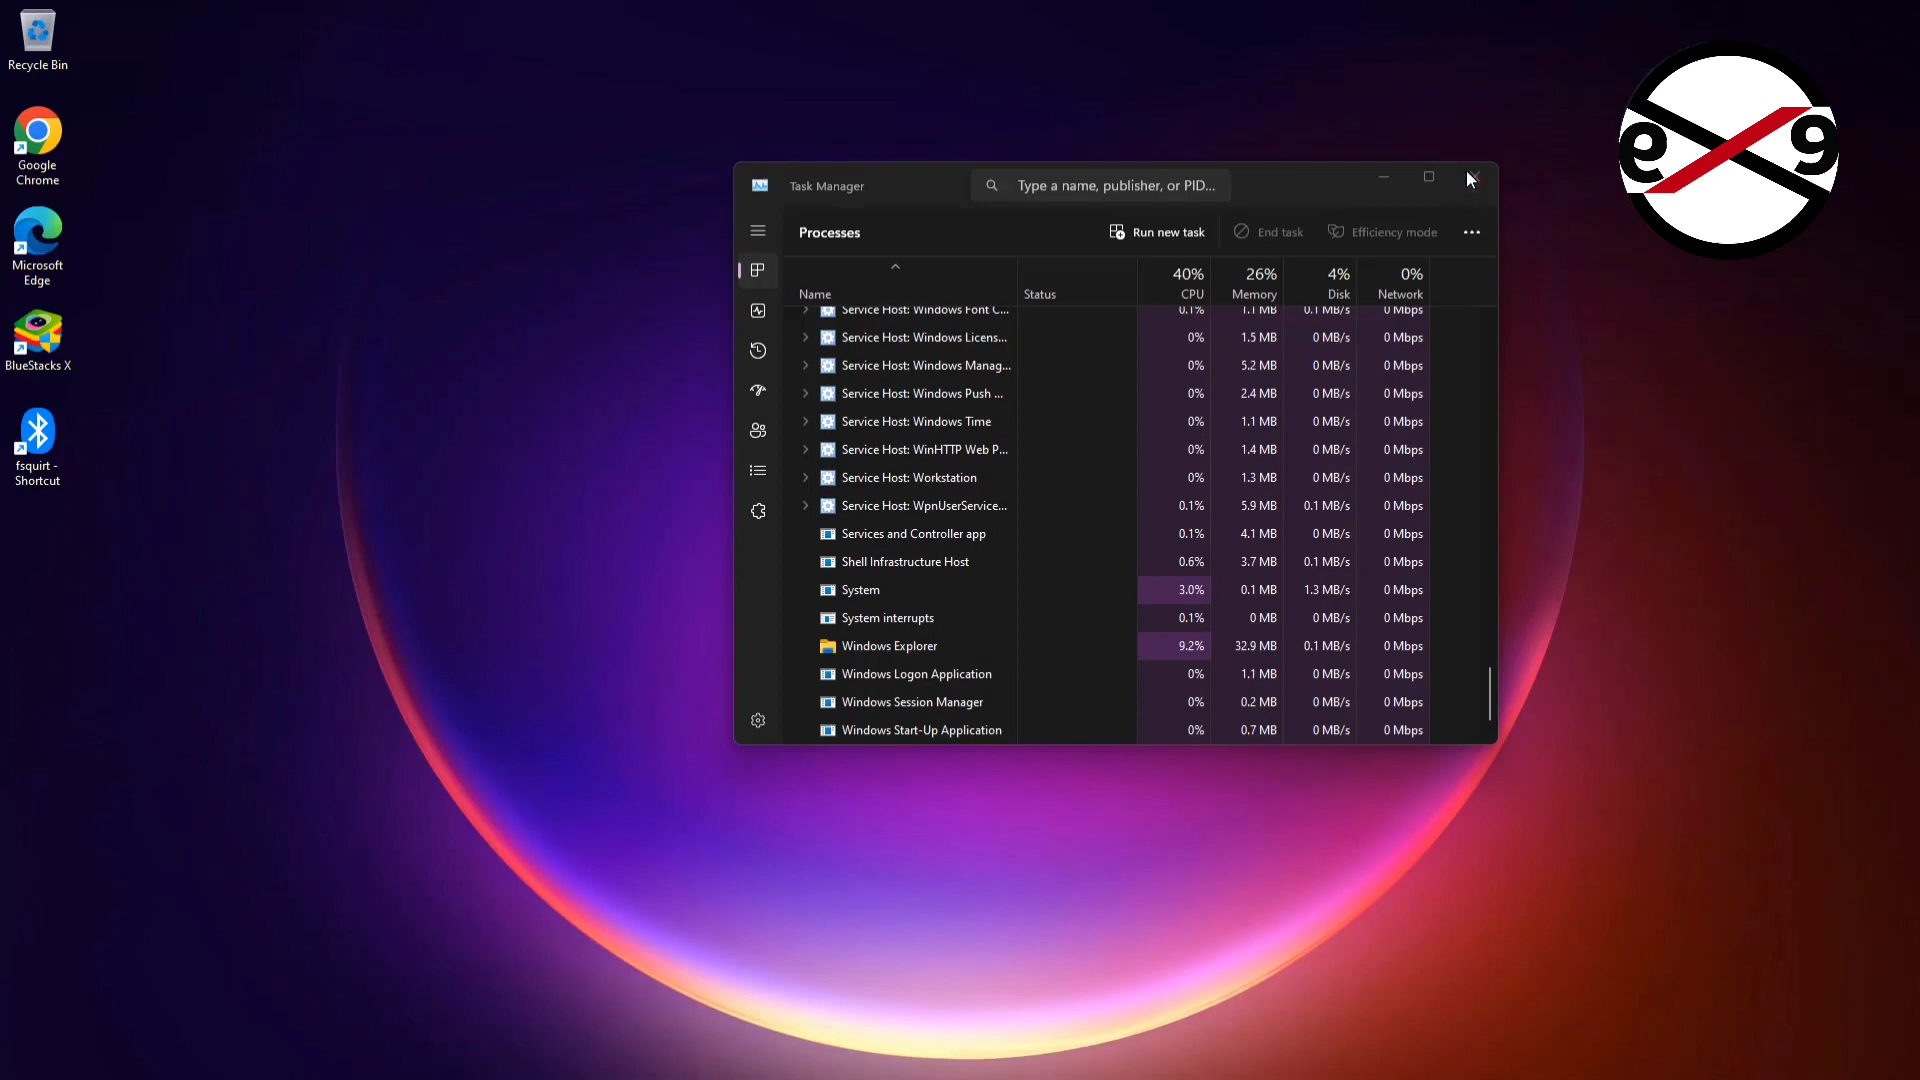 Recycle Bin
Google
Chrome
Microsoft
Edge
BlueStacks X
fsquirt -
Shortcut
e 9
Task Manager
Type a name, publisher, or PID...
Processes
Run new task
End task
Efficiency mode
40% 26% 4% 0%
Name Status CPU Memory Disk Network
Service Host: Windows Font C... 0.1% 1.1 MB 0.1 MB/s 0 Mbps
Service Host: Windows Licens... 0% 1.5 MB 0 MB/s 0 Mbps
Service Host: Windows Manag... 0% 5.2 MB 0 MB/s 0 Mbps
Service Host: Windows Push ... 0% 2.4 MB 0 MB/s 0 Mbps
Service Host: Windows Time 0% 1.1 MB 0 MB/s 0 Mbps
Service Host: WinHTTP Web P... 0% 1.4 MB 0 MB/s 0 Mbps
Service Host: Workstation 0% 1.3 MB 0 MB/s 0 Mbps
Service Host: WpnUserService... 0.1% 5.9 MB 0.1 MB/s 0 Mbps
Services and Controller app 0.1% 4.1 MB 0 MB/s 0 Mbps
Shell Infrastructure Host 0.6% 3.7 MB 0.1 MB/s 0 Mbps
System 3.0% 0.1 MB 1.3 MB/s 0 Mbps
System interrupts 0.1% 0 MB 0 MB/s 0 Mbps
Windows Explorer 9.2% 32.9 MB 0.1 MB/s 0 Mbps
Windows Logon Application 0% 1.1 MB 0 MB/s 0 Mbps
Windows Session Manager 0% 0.2 MB 0 MB/s 0 Mbps
Windows Start-Up Application 0% 0.7 MB 0 MB/s 0 Mbps